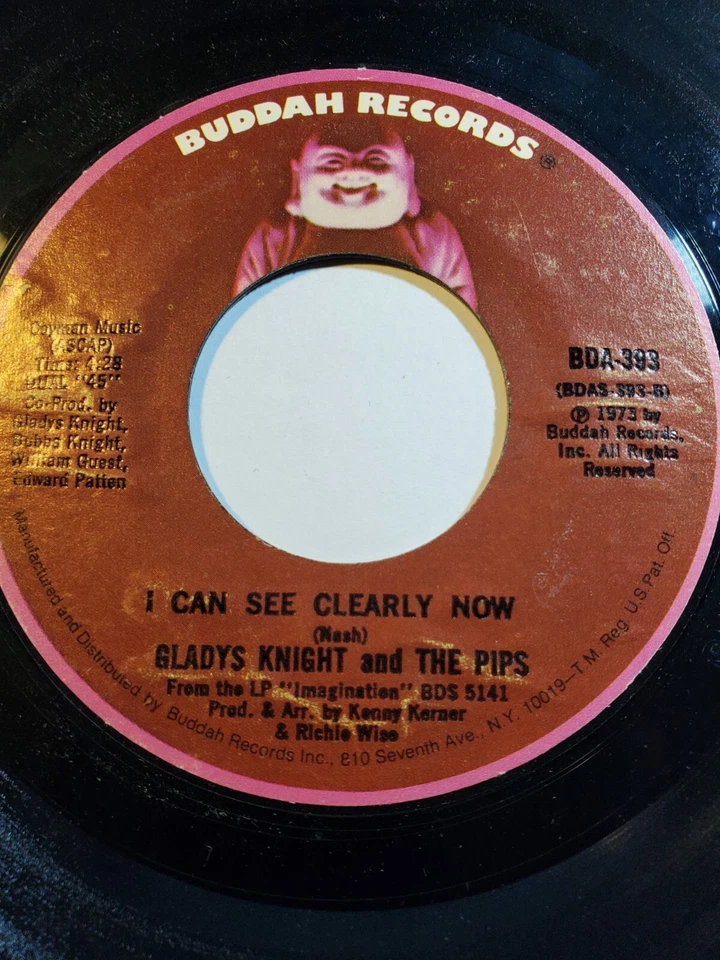 BUDDAH RECORDS®
Cayman Music
(ASCAP)
Time: 4:28
DUAL "45"
Co-Prod. by
Gladys Knight,
Bubba Knight,
William Guest,
Edward Patten
BDA-393
(BDAS-393-B)
℗ 1973 by
Buddah Records,
Inc. All Rights
Reserved
I CAN SEE CLEARLY NOW
(Nash)
GLADYS KNIGHT and THE PIPS
From the LP "Imagination" BDS 5141
Prod. & Arr. by Kenny Kerner
& Richie Wise
Manufactured and Distributed by Buddah Records Inc., 810 Seventh Ave., N.Y. 10019–T.M. Reg. U.S. Pat. Off.